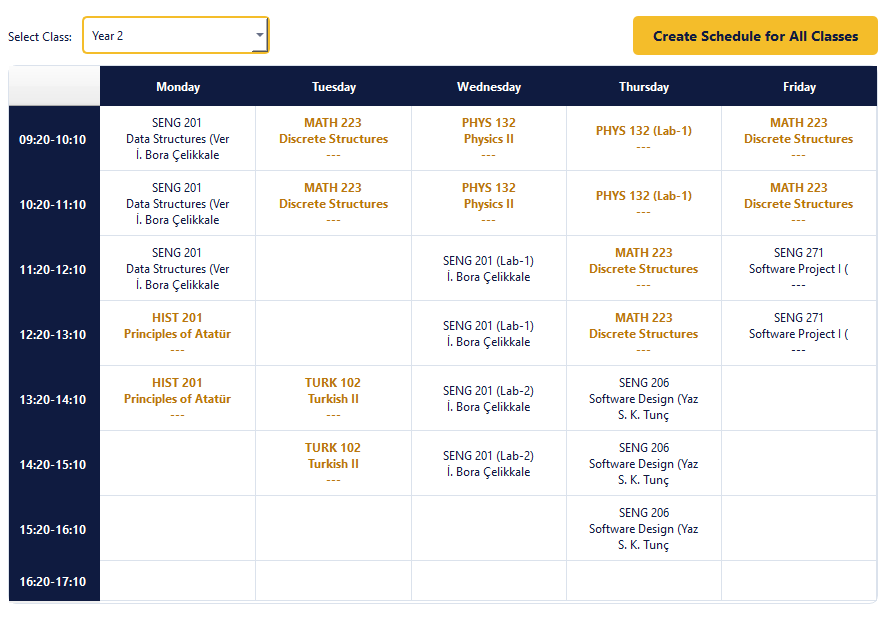 Select Class:
Year 2
Create Schedule for All Classes
Monday
Tuesday
Wednesday
Thursday
Friday
09:20-10:10
SENG 201
Data Structures (Ver
İ. Bora Çelikkale
MATH 223
Discrete Structures
---
PHYS 132
Physics II
---
PHYS 132 (Lab-1)
---
MATH 223
Discrete Structures
---
10:20-11:10
SENG 201
Data Structures (Ver
İ. Bora Çelikkale
MATH 223
Discrete Structures
---
PHYS 132
Physics II
---
PHYS 132 (Lab-1)
---
MATH 223
Discrete Structures
---
11:20-12:10
SENG 201
Data Structures (Ver
İ. Bora Çelikkale
SENG 201 (Lab-1)
İ. Bora Çelikkale
MATH 223
Discrete Structures
---
SENG 271
Software Project I (
---
12:20-13:10
HIST 201
Principles of Atatür
---
SENG 201 (Lab-1)
İ. Bora Çelikkale
MATH 223
Discrete Structures
---
SENG 271
Software Project I (
---
13:20-14:10
HIST 201
Principles of Atatür
---
TURK 102
Turkish II
---
SENG 201 (Lab-2)
İ. Bora Çelikkale
SENG 206
Software Design (Yaz
S. K. Tunç
14:20-15:10
TURK 102
Turkish II
---
SENG 201 (Lab-2)
İ. Bora Çelikkale
SENG 206
Software Design (Yaz
S. K. Tunç
15:20-16:10
SENG 206
Software Design (Yaz
S. K. Tunç
16:20-17:10